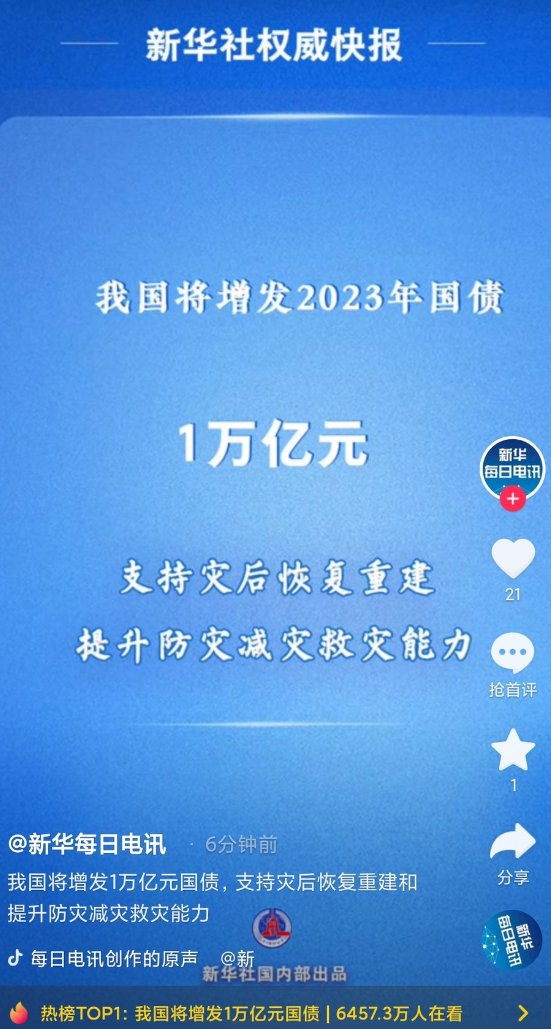 新华社权威快报
我国将增发2023年国债
1万亿元
支持灾后恢复重建
提升防灾减灾救灾能力
新华
每日电讯
21
抢首评
1
分享
@新华每日电讯 · 6分钟前
我国将增发1万亿元国债，支持灾后恢复重建和
提升防灾减灾救灾能力
每日电讯创作的原声 @新
新华
每日电讯
新华社国内部出品
热榜TOP1: 我国将增发1万亿元国债 | 6457.3万人在看